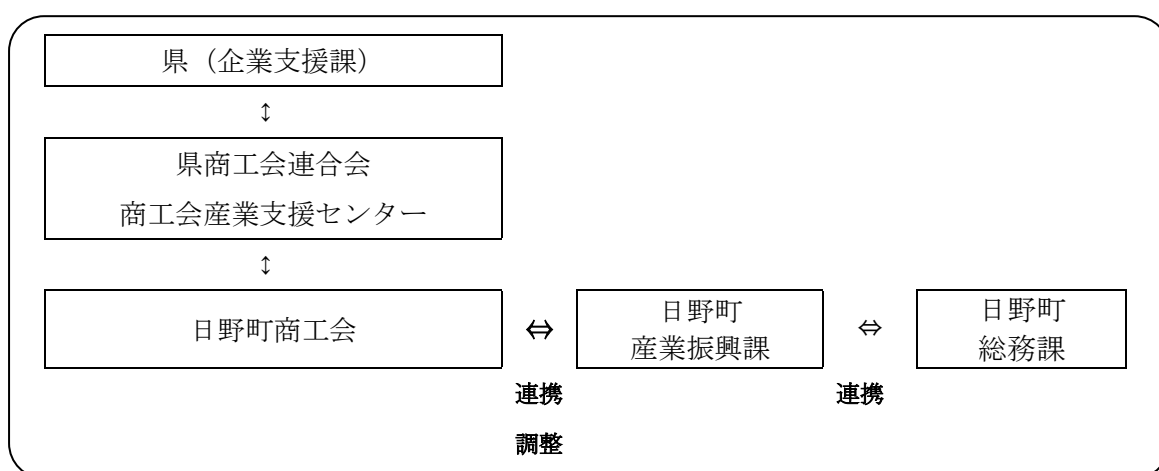 県（企業支援課）
↕
県商工会連合会
商工会産業支援センター
↕
日野町商工会
⇔
連携
調整
日野町
産業振興課
⇔
連携
日野町
総務課